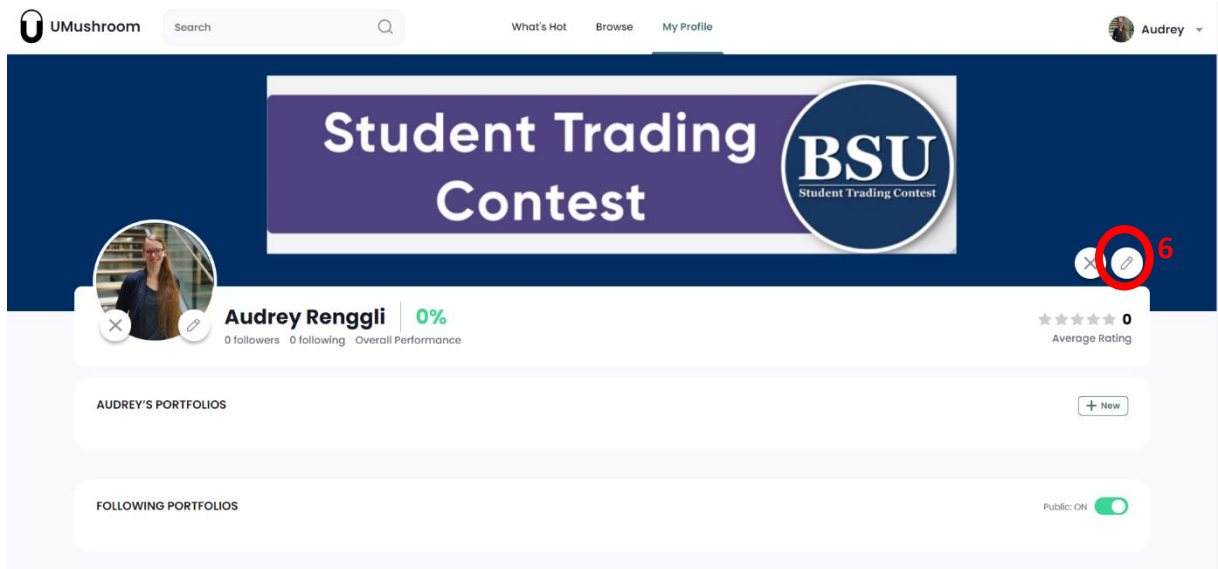 UMushroom Search What's Hot Browse My Profile Audrey
Student Trading
Contest
BSU
Student Trading Contest
6
Audrey Renggli 0%
0 followers 0 following Overall Performance
0
Average Rating
AUDREY'S PORTFOLIOS
+ New
FOLLOWING PORTFOLIOS
Public: ON